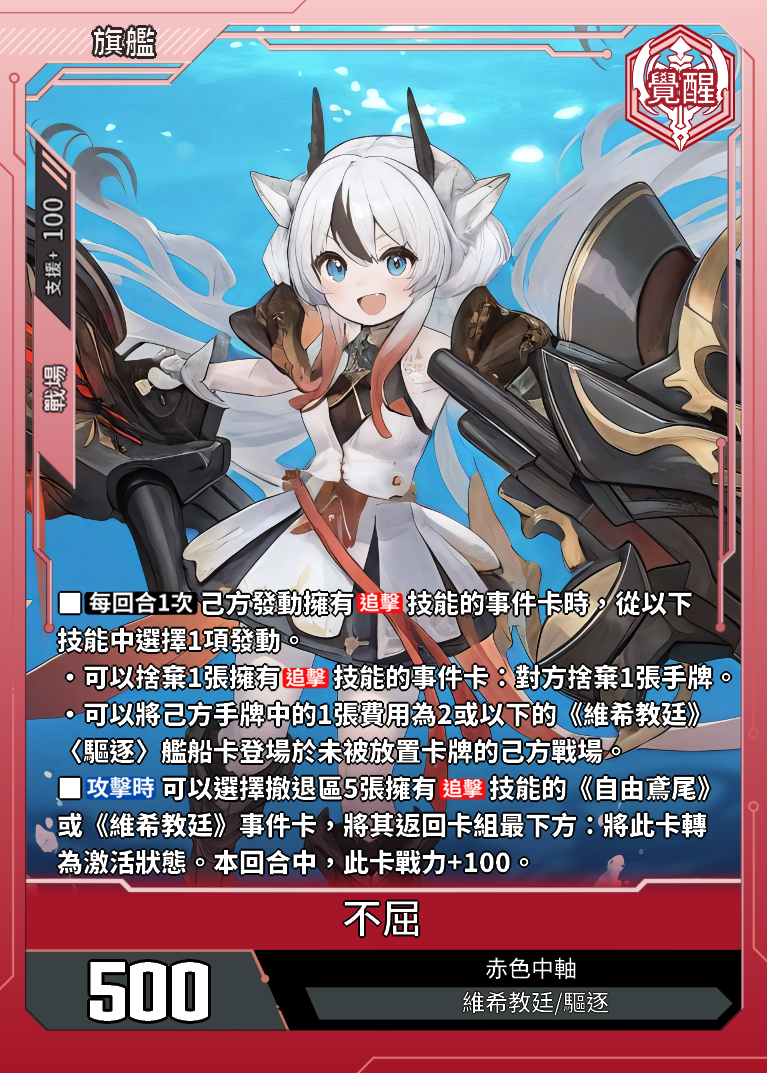 旗艦
覺醒
支援+ 100
戰場
■ 每回合1次 己方發動擁有 追擊 技能的事件卡時，從以下
技能中選擇1項發動。
・可以捨棄1張擁有 追擊 技能的事件卡：對方捨棄1張手牌。
・可以將己方手牌中的1張費用為2或以下的《維希教廷》
〈驅逐〉艦船卡登場於未被放置卡牌的己方戰場。
■ 攻擊時 可以選擇撤退區5張擁有 追擊 技能的《自由鳶尾》
或《維希教廷》事件卡，將其返回卡組最下方：將此卡轉
為激活狀態。本回合中，此卡戰力+100。
不屈
500
赤色中軸
維希教廷/驅逐